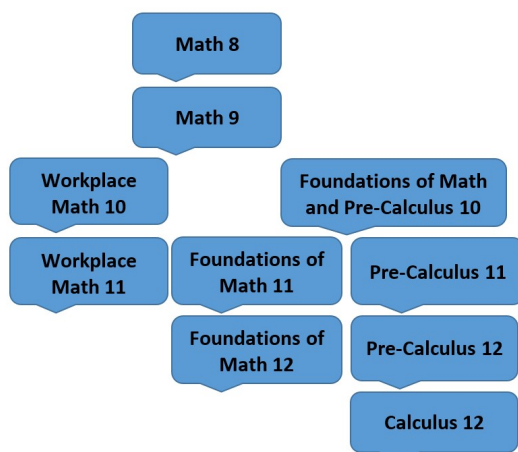 Math 8
Math 9
Workplace
Math 10
Foundations of Math
and Pre-Calculus 10
Workplace
Math 11
Foundations of
Math 11
Pre-Calculus 11
Foundations of
Math 12
Pre-Calculus 12
Calculus 12